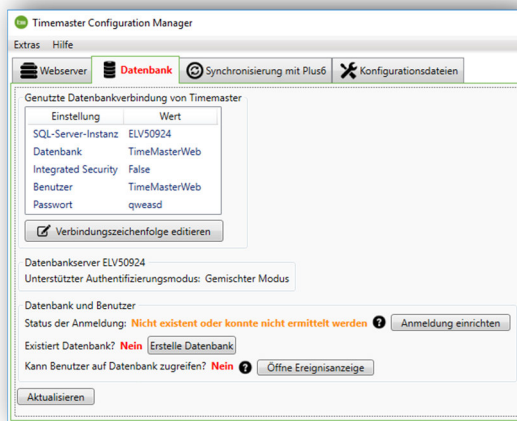 EW Timemaster Configuration Manager
Extras Hilfe
Webserver Datenbank Synchronisierung mit Plus6 Konfigurationsdateien
Genutzte Datenbankverbindung von Timemaster
Einstellung Wert
SQL-Server-Instanz ELV50924
Datenbank TimeMasterWeb
Integrated Security False
Benutzer TimeMasterWeb
Passwort qweasd
Verbindungszeichenfolge editieren
Datenbankserver ELV50924
Unterstützter Authentifizierungsmodus: Gemischter Modus
Datenbank und Benutzer
Status der Anmeldung: Nicht existent oder konnte nicht ermittelt werden ? Anmeldung einrichten
Existiert Datenbank? Nein Erstelle Datenbank
Kann Benutzer auf Datenbank zugreifen? Nein ? Öffne Ereignisanzeige
Aktualisieren